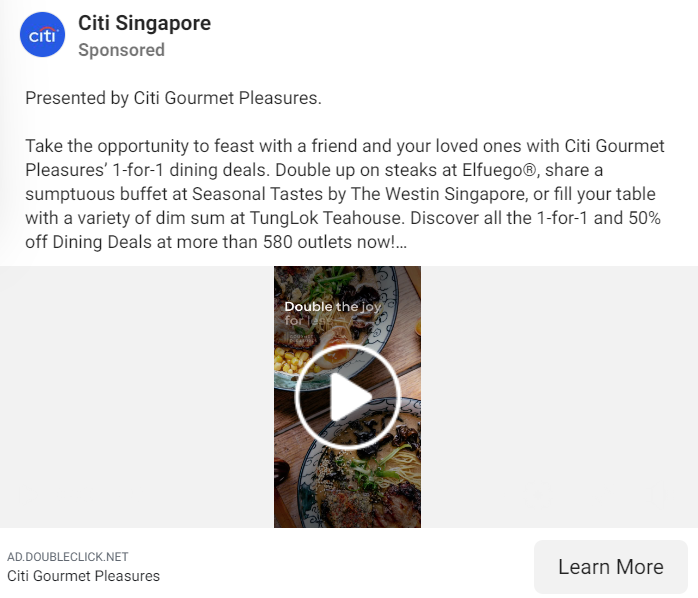 citi
Citi Singapore
Sponsored
Presented by Citi Gourmet Pleasures.
Take the opportunity to feast with a friend and your loved ones with Citi Gourmet
Pleasures’ 1-for-1 dining deals. Double up on steaks at Elfuego®, share a
sumptuous buffet at Seasonal Tastes by The Westin Singapore, or fill your table
with a variety of dim sum at TungLok Teahouse. Discover all the 1-for-1 and 50%
off Dining Deals at more than 580 outlets now!...
Double the joy
for less
AD.DOUBLECLICK.NET
Citi Gourmet Pleasures
Learn More